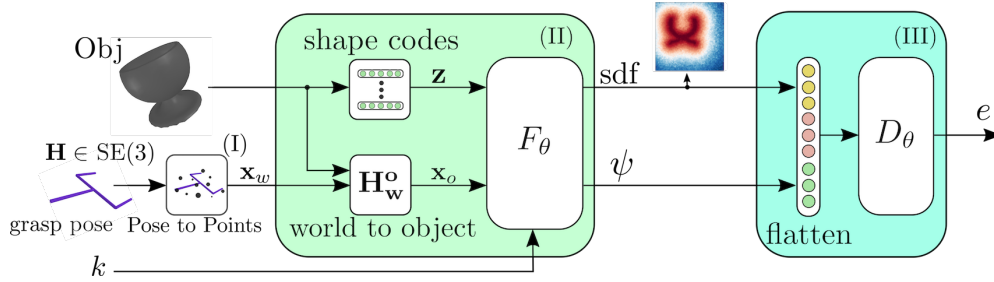 Obj
shape codes
(II)
(III)
z
sdf
F_θ
D_θ
e
H ∈ SE(3)
(I)
x_w
H^o_w
x_o
ψ
grasp pose
Pose to Points
world to object
flatten
k